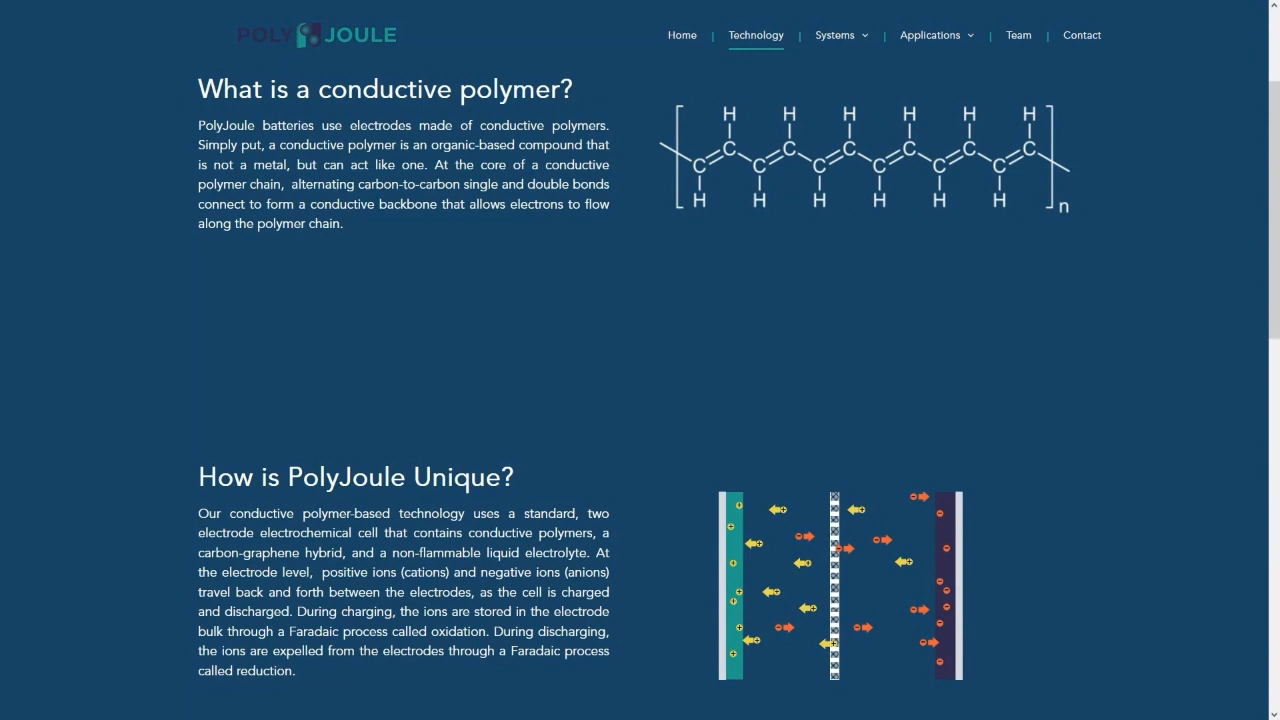 POLY JOULE
Home | Technology | Systems | Applications | Team | Contact
What is a conductive polymer?
PolyJoule batteries use electrodes made of conductive polymers.
Simply put, a conductive polymer is an organic-based compound that
is not a metal, but can act like one. At the core of a conductive
polymer chain, alternating carbon-to-carbon single and double bonds
connect to form a conductive backbone that allows electrons to flow
along the polymer chain.
H H H H H H
C C C C C C
C C C C C C
H H H H H H
n
How is PolyJoule Unique?
Our conductive polymer-based technology uses a standard, two
electrode electrochemical cell that contains conductive polymers, a
carbon-graphene hybrid, and a non-flammable liquid electrolyte. At
the electrode level, positive ions (cations) and negative ions (anions)
travel back and forth between the electrodes, as the cell is charged
and discharged. During charging, the ions are stored in the electrode
bulk through a Faradaic process called oxidation. During discharging,
the ions are expelled from the electrodes through a Faradaic process
called reduction.